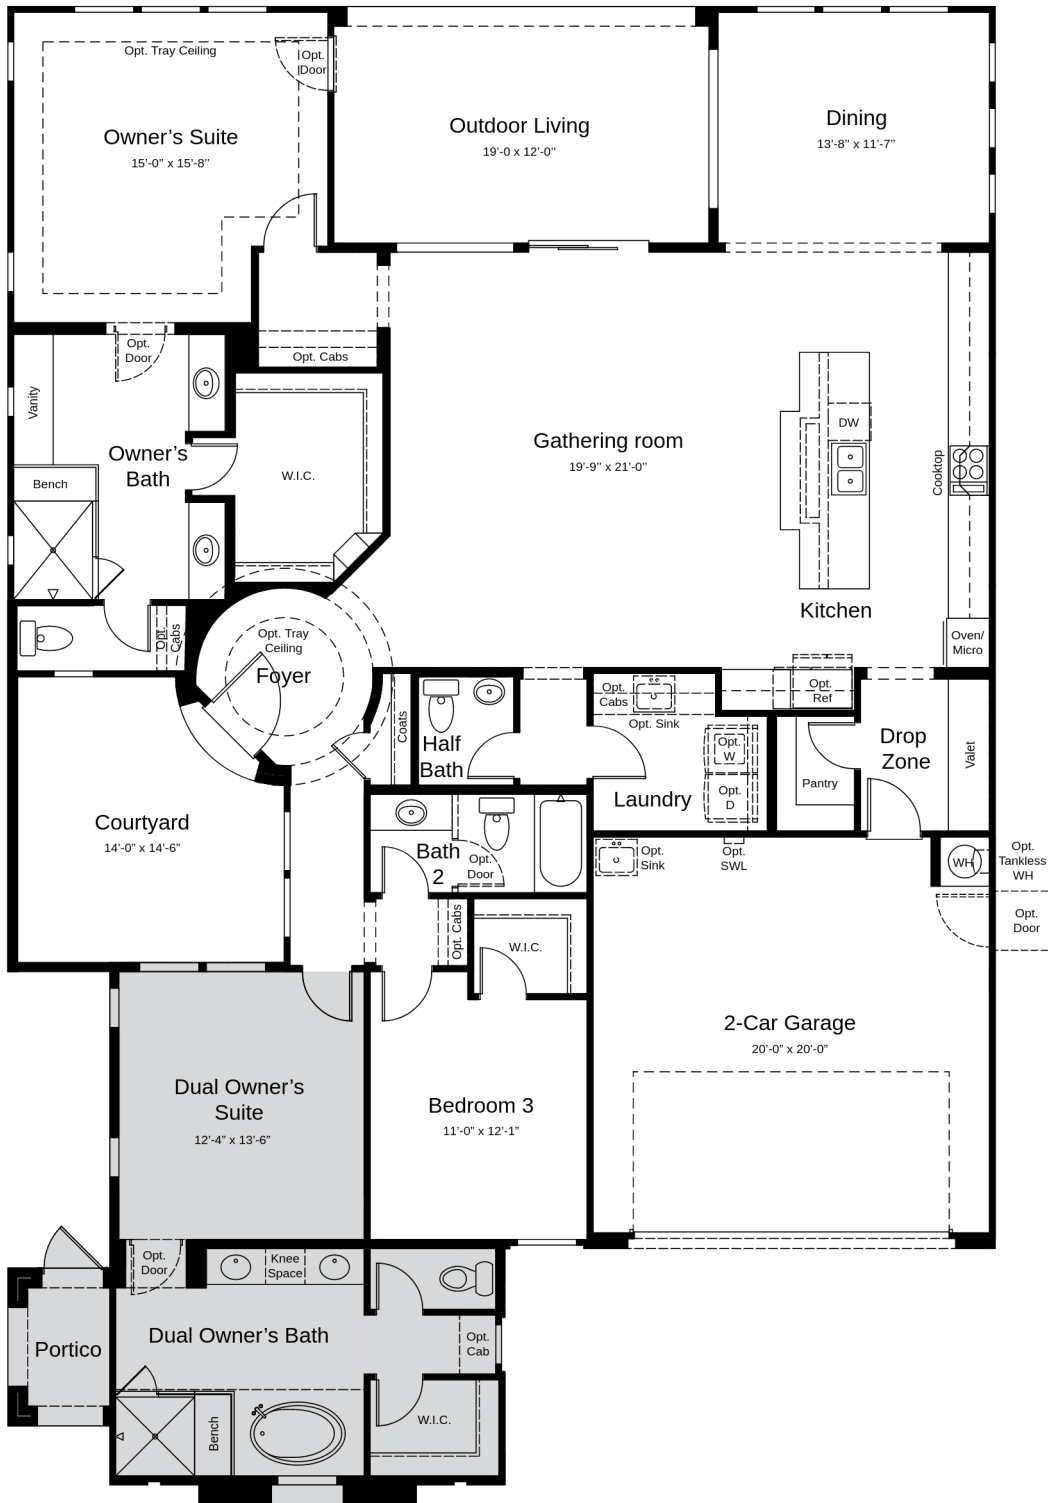 Opt. Tray Ceiling
Opt.
Door
Owner’s Suite
15’-0” x 15’-8”
Outdoor Living
19’-0 x 12’-0”
Dining
13’-8” x 11’-7”
Opt.
Door
Opt. Cabs
Vanity
Owner’s
Bath
Bench
W.I.C.
Gathering room
19’-9” x 21’-0”
DW
Cooktop
Kitchen
Oven/
Micro
Opt.
Cabs
Opt. Tray
Ceiling
Foyer
Coats
Half
Bath
Opt.
Cabs
Opt. Sink
Opt.
W
Opt.
D
Laundry
Opt.
Ref
Pantry
Drop
Zone
Valet
Courtyard
14’-0” x 14’-6”
Bath
2
Opt.
Door
Opt. Cabs
W.I.C.
Opt.
Sink
Opt.
SWL
WH
Opt.
Tankless
WH
Opt.
Door
2-Car Garage
20’-0” x 20’-0”
Dual Owner’s
Suite
12’-4” x 13’-6”
Bedroom 3
11’-0” x 12’-1”
Opt.
Door
Knee
Space
Portico
Dual Owner’s Bath
Opt.
Cab
Bench
W.I.C.